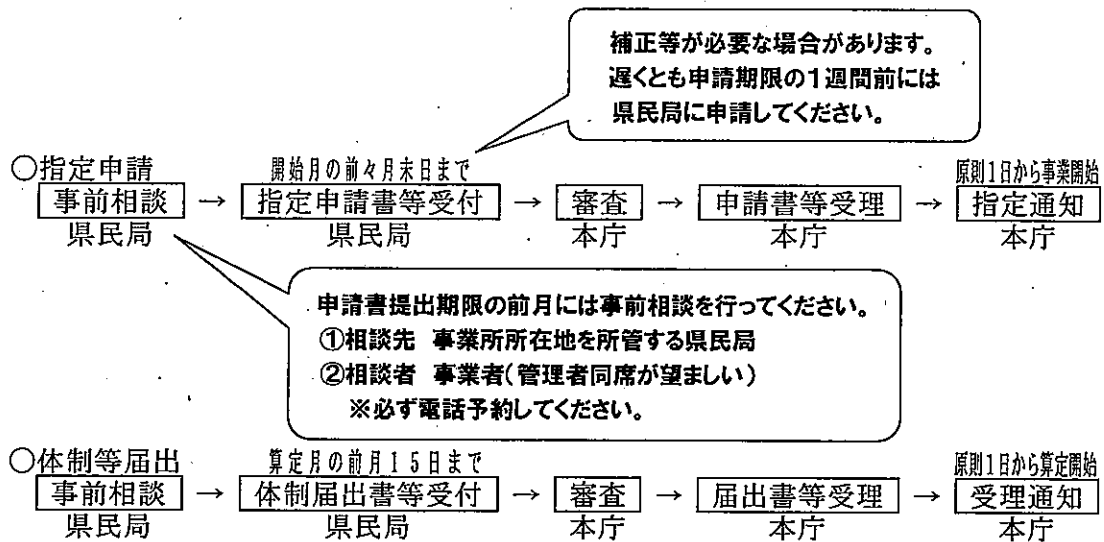 補正等が必要な場合があります。
遅くとも申請期限の1週間前には
県民局に申請してください。
○指定申請 開始月の前々月末日まで 原則1日から事業開始
事前相談 → 指定申請書等受付 → 審査 → 申請書等受理 → 指定通知
県民局 県民局 本庁 本庁 本庁
申請書提出期限の前月には事前相談を行ってください。
①相談先 事業所所在地を所管する県民局
②相談者 事業者(管理者同席が望ましい)
※必ず電話予約してください。
○体制等届出 算定月の前月15日まで 原則1日から算定開始
事前相談 → 体制届出書等受付 → 審査 → 届出書等受理 → 受理通知
県民局 県民局 本庁 本庁 本庁